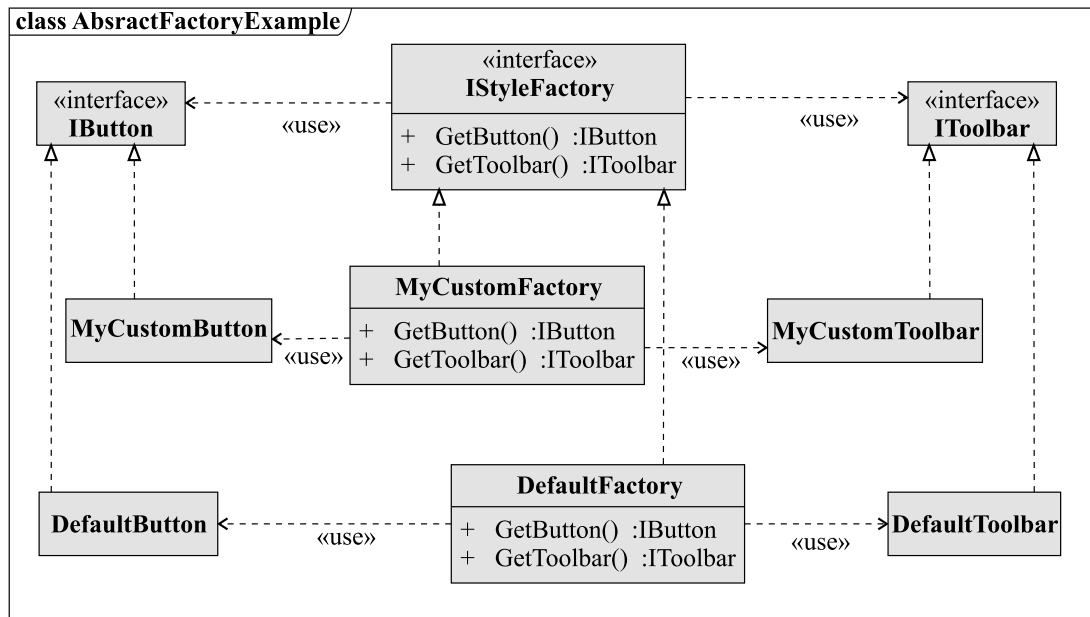 class AbsractFactoryExample
«interface»
IStyleFactory
+ GetButton() :IButton
+ GetToolbar() :IToolbar
«interface»
IButton
«use»
«use»
«interface»
IToolbar
MyCustomFactory
+ GetButton() :IButton
+ GetToolbar() :IToolbar
MyCustomButton
«use»
«use»
MyCustomToolbar
DefaultFactory
+ GetButton() :IButton
+ GetToolbar() :IToolbar
DefaultButton
«use»
«use»
DefaultToolbar